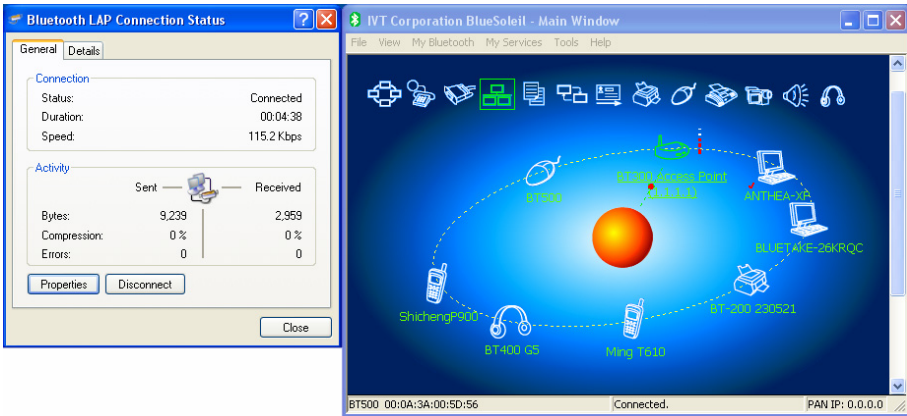 Bluetooth LAP Connection Status
General Details
Connection
Status: Connected
Duration: 00:04:38
Speed: 115.2 Kbps
Activity
Sent Received
Bytes: 9,239 2,959
Compression: 0 % 0 %
Errors: 0 0
Properties Disconnect
Close
IVT Corporation BlueSoleil - Main Window
File View My Bluetooth My Services Tools Help
BT300 Access Point
(1.1.1.1)
BT500
ANTHEA-XP
BLUETAKE-26KRQC
BT-200 230521
ShichengP900
BT400 G5
Ming T610
BT500 00:0A:3A:00:5D:56 Connected. PAN IP: 0.0.0.0